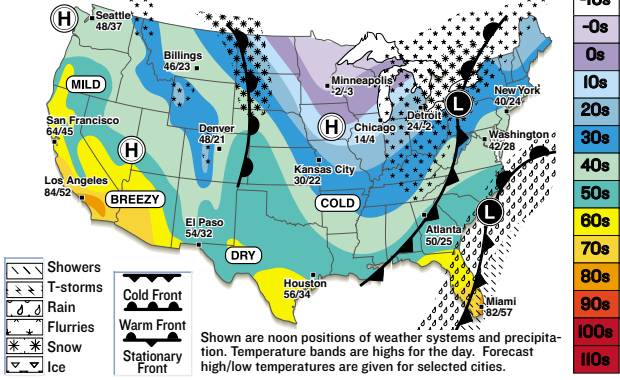 H
Seattle
48/37
Billings
46/23
Minneapolis
-2/-3
MILD
San Francisco
64/45
H
Denver
48/21
H
Chicago
14/4
Detroit
24/-2
L
New York
40/24
Washington
42/28
Kansas City
30/22
Los Angeles
84/52
BREEZY
COLD
L
El Paso
54/32
Atlanta
50/25
DRY
Houston
56/34
Miami
82/57
Showers
T-storms
Rain
Flurries
Snow
Ice
Cold Front
Warm Front
Stationary
Front
Shown are noon positions of weather systems and precipita-
tion. Temperature bands are highs for the day. Forecast
high/low temperatures are given for selected cities.
-0s
0s
10s
20s
30s
40s
50s
60s
70s
80s
90s
100s
110s